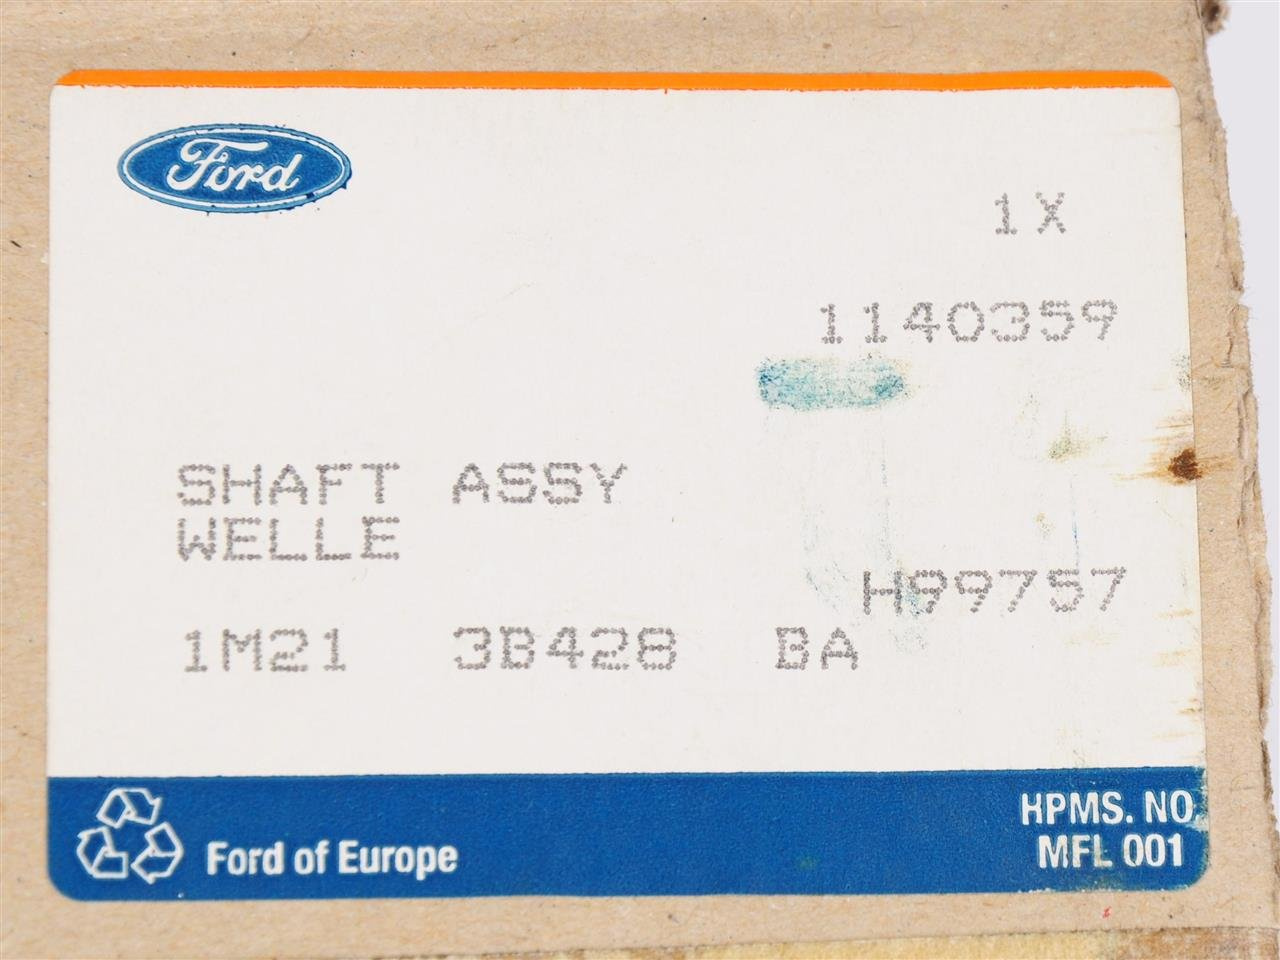 Ford
1X
1140359
SHAFT ASSY
WELLE
H99757
1M21 3B428 BA
Ford of Europe
HPMS. NO
MFL 001